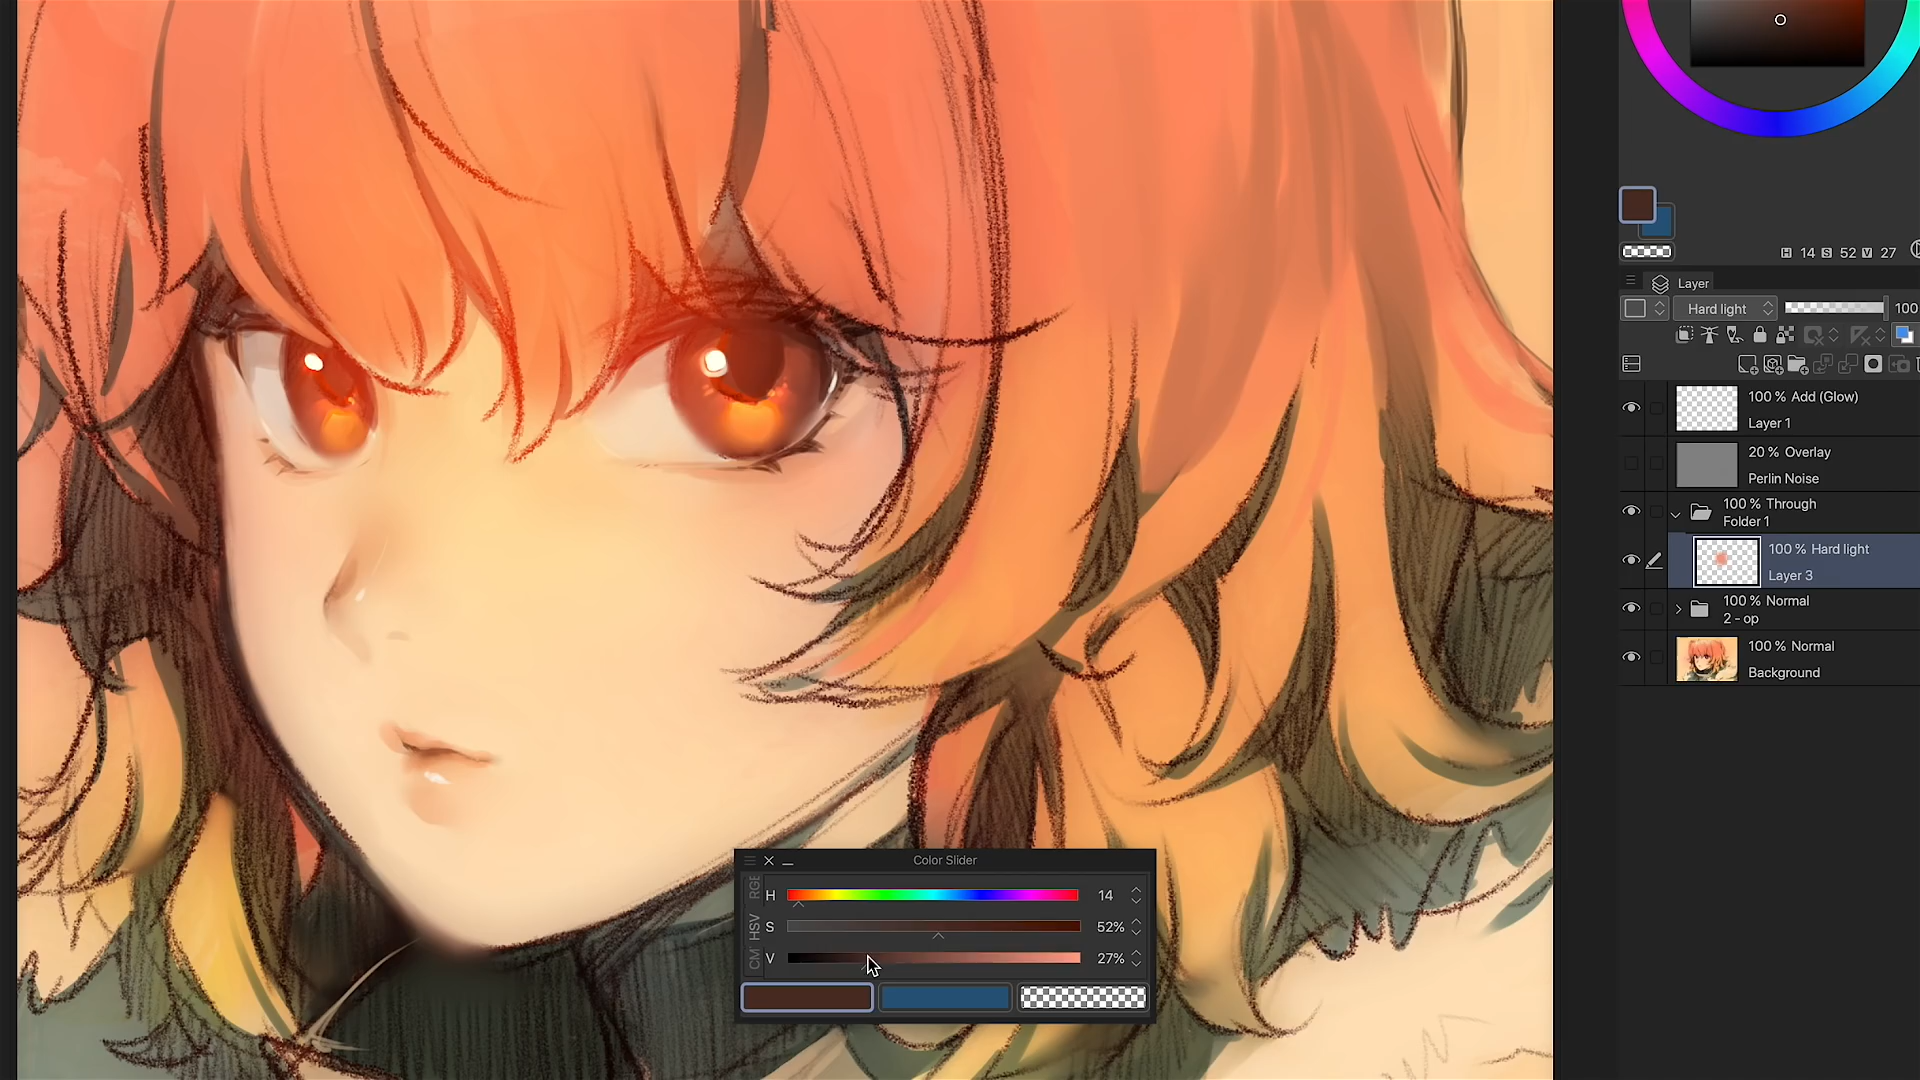 H 14 S 52 V 27
Layer
Hard light 100
100 % Add (Glow)
Layer 1
20 % Overlay
Perlin Noise
100 % Through
Folder 1
100 % Hard light
Layer 3
100 % Normal
2 - op
100 % Normal
Background
Color Slider
RGB
H 14
HSV
S 52%
CM
V 27%